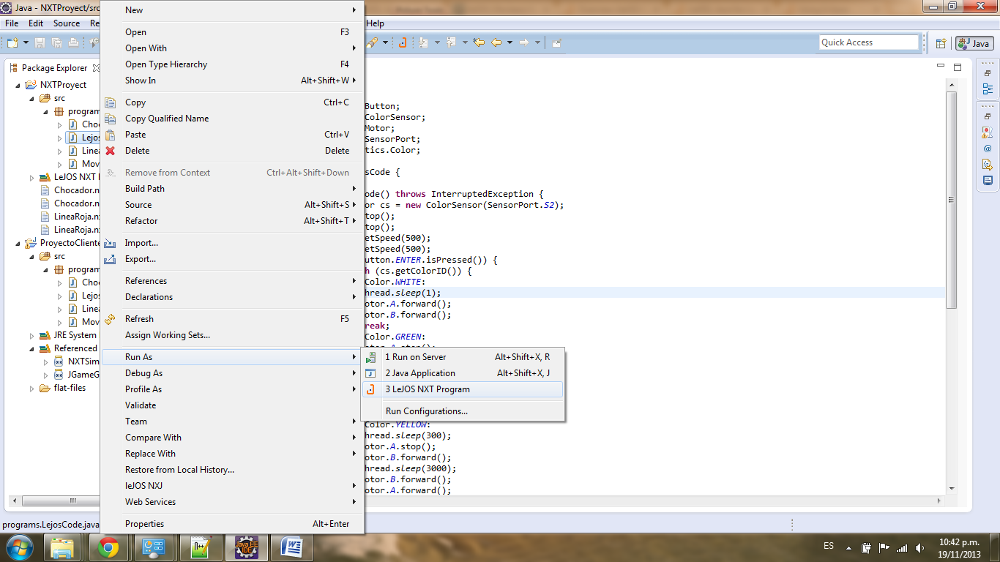 Java - NXTProyect/src
File Edit Source Re Help
Quick Access
Java
Package Explorer
NXTProyect
src
program
Choc
Lejos
Linea
Mov
LeJOS NXT
Chocador.n
Chocador.n
LineaRoja.nx
LineaRoja.n
ProyectoCliente
src
program
Cho
Lejos
Linea
Mov
JRE System
Referenced
NXTSim
JGameG
flat-files
programs.LejosCode.java
New
Open F3
Open With
Open Type Hierarchy F4
Show In Alt+Shift+W
Copy Ctrl+C
Copy Qualified Name
Paste Ctrl+V
Delete Delete
Remove from Context Ctrl+Alt+Shift+Down
Build Path
Source Alt+Shift+S
Refactor Alt+Shift+T
Import...
Export...
References
Declarations
Refresh F5
Assign Working Sets...
Run As
Debug As
Profile As
Validate
Team
Compare With
Replace With
Restore from Local History...
leJOS NXJ
Web Services
Properties Alt+Enter
1 Run on Server Alt+Shift+X, R
2 Java Application Alt+Shift+X, J
3 LeJOS NXT Program
Run Configurations...
Button;
ColorSensor;
Motor;
SensorPort;
tics.Color;
sCode {
ode() throws InterruptedException {
or cs = new ColorSensor(SensorPort.S2);
top();
top();
etSpeed(500);
etSpeed(500);
utton.ENTER.isPressed()) {
h (cs.getColorID()) {
Color.WHITE:
hread.sleep(1);
otor.A.forward();
otor.B.forward();
reak;
Color.GREEN:
otor.A.stop();
Color.YELLOW:
hread.sleep(300);
otor.A.stop();
otor.B.forward();
hread.sleep(3000);
otor.B.forward();
otor.A.forward();
Java EE
IDE
ES
10:42 p.m.
19/11/2013